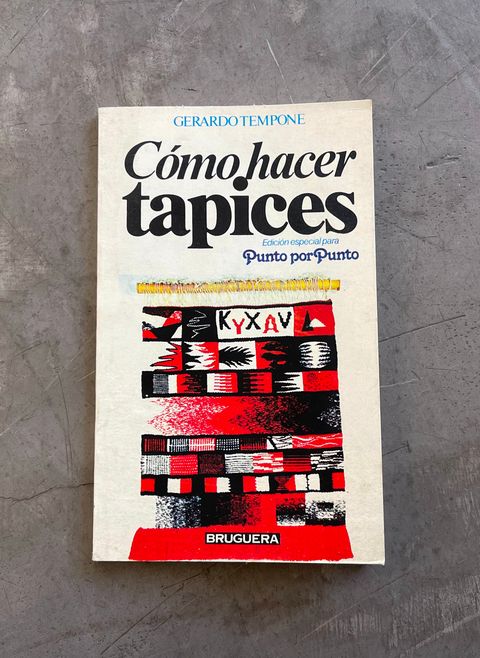 GERARDO TEMPONE
Cómo hacer
tapices
Edición especial para
Punto por Punto
KYXAV
BRUGUERA